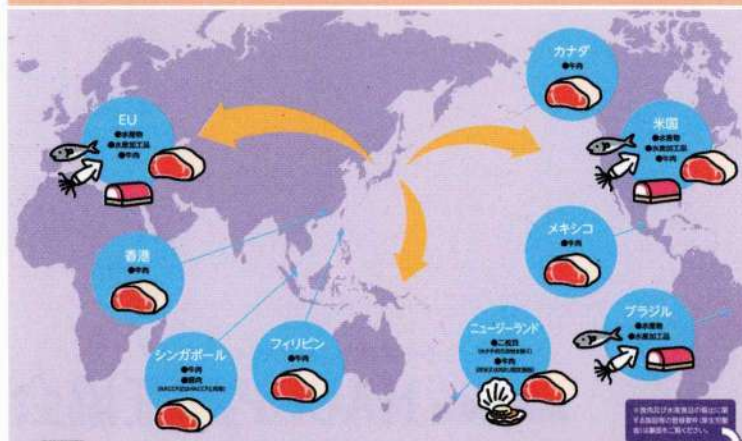 カナダ
●牛肉
EU
●水産物
●水産加工品
●牛肉
米国
●水産物
●水産加工品
●牛肉
香港
●牛肉
メキシコ
●牛肉
シンガポール
●牛肉
●豚肉
フィリピン
●牛肉
ニュージーランド
●二枚貝
●牛肉
ブラジル
●水産物
●水産加工品